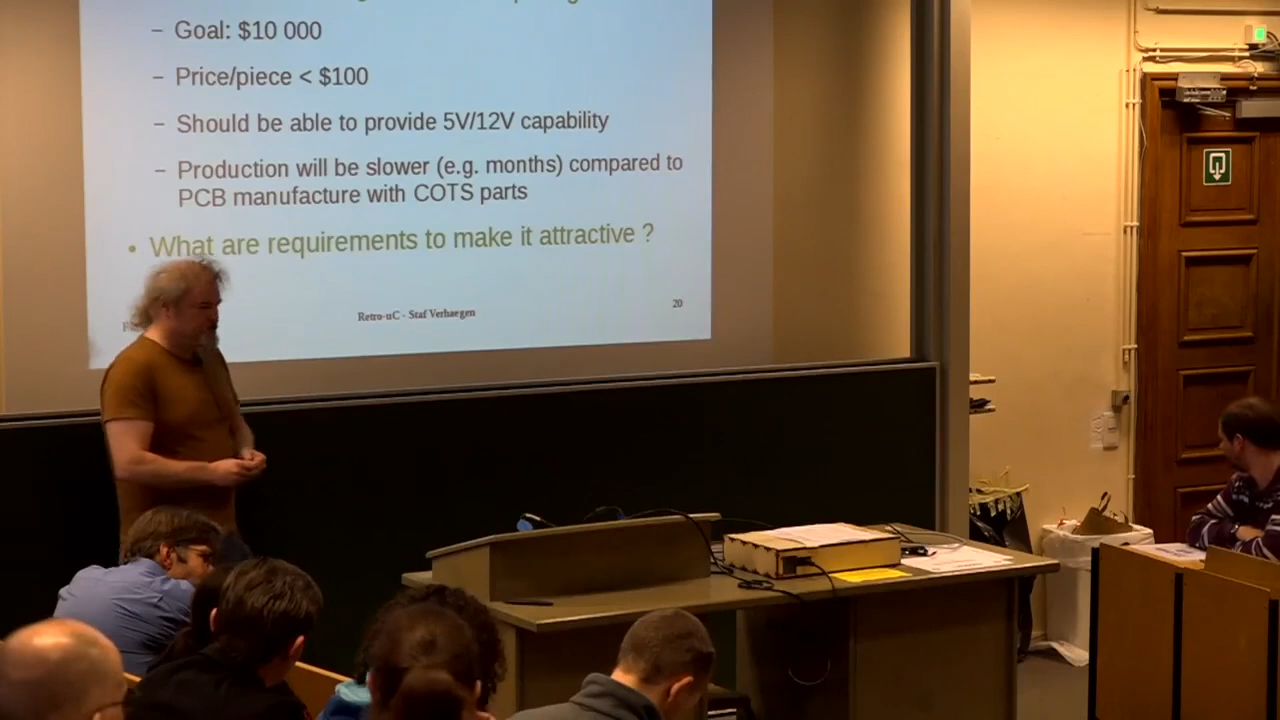 – Goal: $10 000
– Price/piece < $100
– Should be able to provide 5V/12V capability
– Production will be slower (e.g. months) compared to
PCB manufacture with COTS parts
• What are requirements to make it attractive ?
Retro-uC - Staf Verhaegen
20